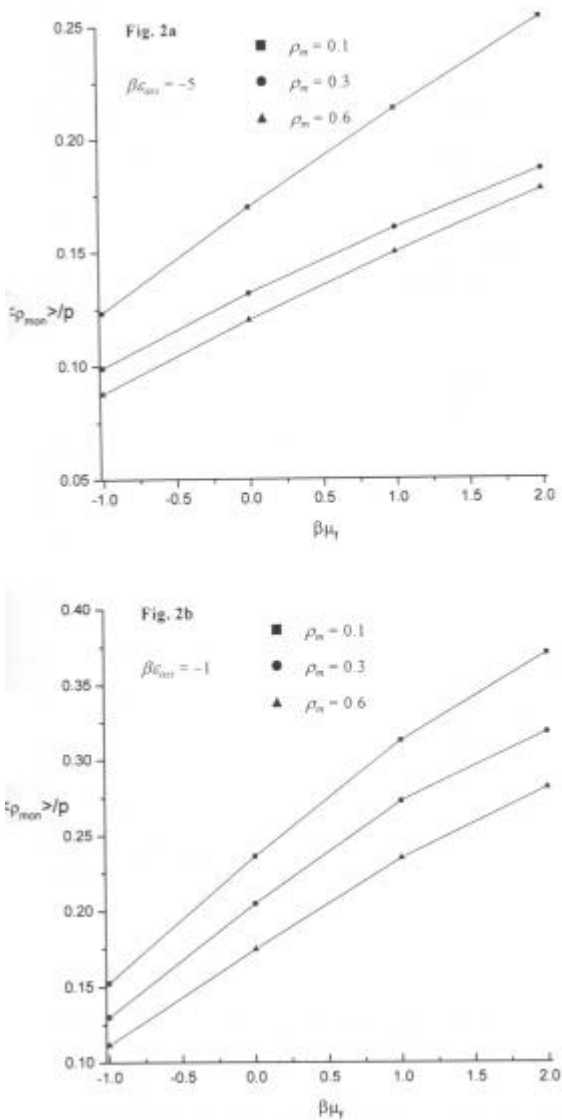 Fig. 2a
■ ρm = 0.1
βεass = −5
● ρm = 0.3
▲ ρm = 0.6
0.25
0.20
0.15
<ρmon>/p
0.10
0.05
-1.0 -0.5 0.0 0.5 1.0 1.5 2.0
βμf
Fig. 2b
■ ρm = 0.1
βεass = −1
● ρm = 0.3
▲ ρm = 0.6
0.40
0.35
0.30
<ρmon>/p
0.25
0.20
0.15
0.10
-1.0 -0.5 0.0 0.5 1.0 1.5 2.0
βμf